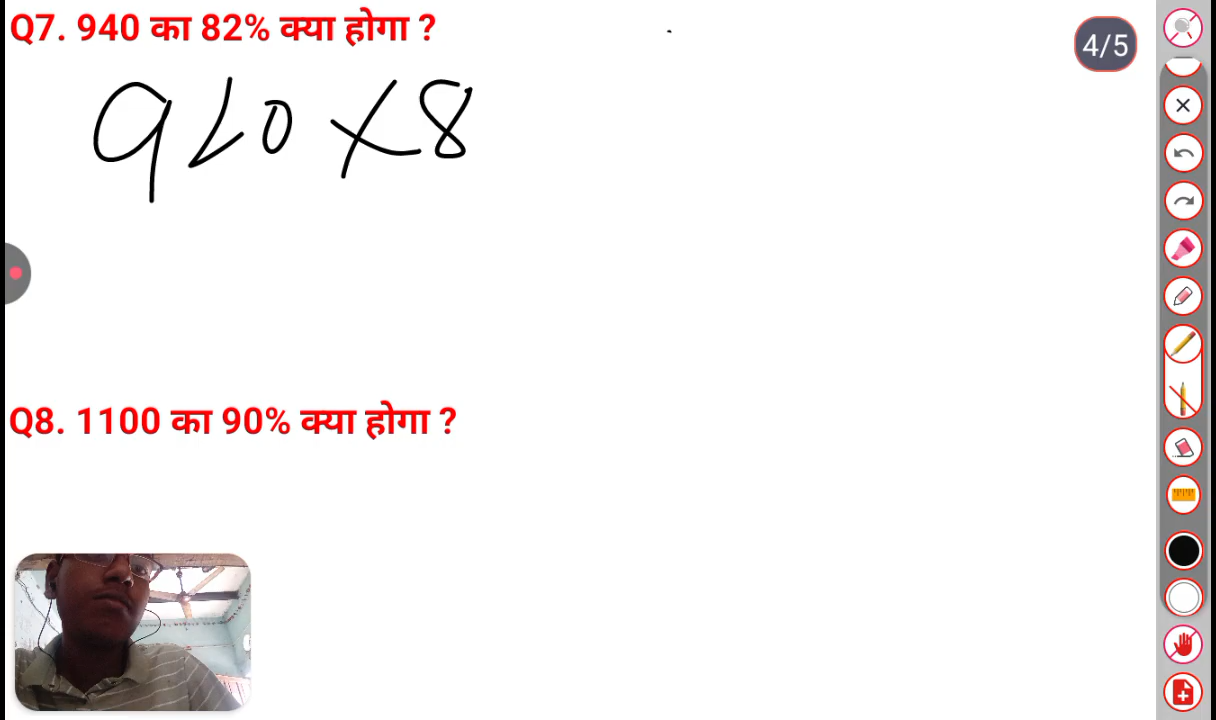 Q7. 940 का 82% क्या होगा ?
4/5
940 × 8
Q8. 1100 का 90% क्या होगा ?